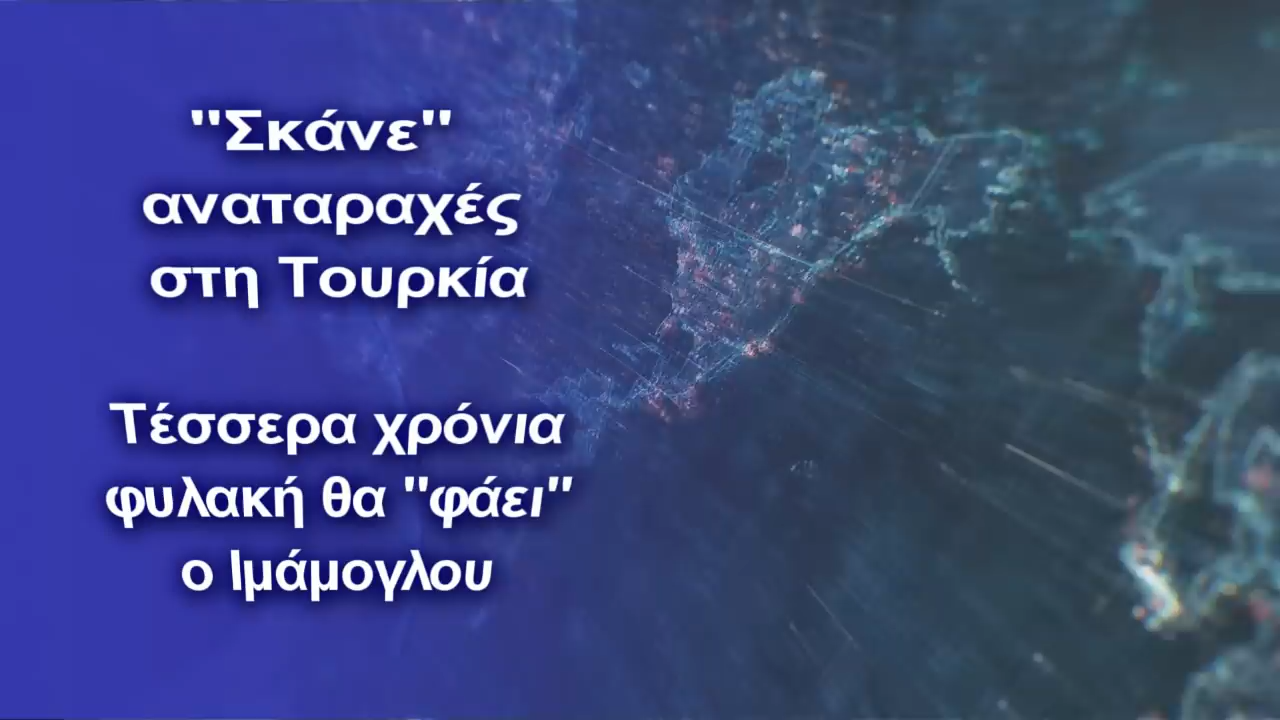 "Σκάνε"
αναταραχές
στη Τουρκία
Τέσσερα χρόνια
φυλακή θα "φάει"
ο Ιμάμογλου